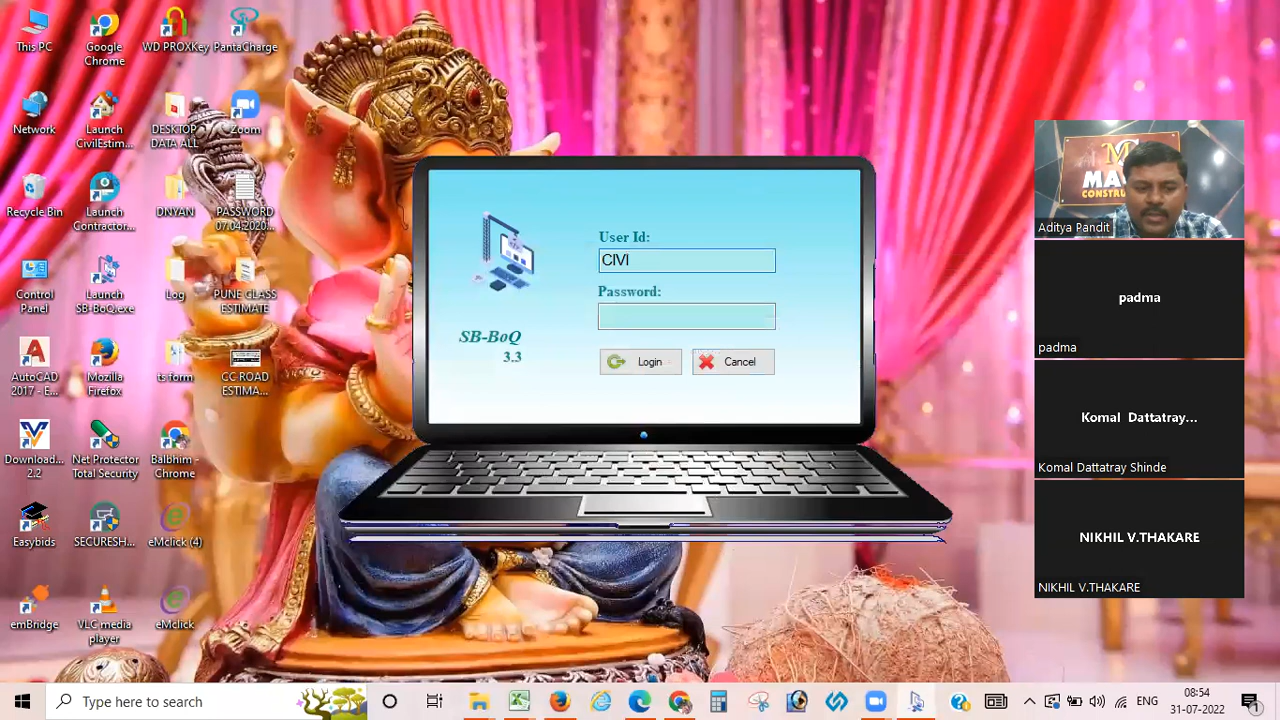 This PC
Google
Chrome
WD PROXKey
PantaCharge
Network
Launch
CivilEstim...
DESKTOP
DATA ALL
Zoom
Recycle Bin
Launch
Contractor...
DNYAN
PASSWORD
07.04.2020...
Control
Panel
Launch
SB-BoQ.exe
Log
PUNE CLASS
ESTIMATE
AutoCAD
2017 - E...
Mozilla
Firefox
ts form
CC ROAD
ESTIMA...
Download...
2.2
Net Protector
Total Security
Balbhim -
Chrome
Easybids
SECURESH...
eMclick (4)
emBridge
VLC media
player
eMclick
User Id:
CIVI
Password:
SB-BoQ
3.3
Login
Cancel
Aditya Pandit
padma
padma
Komal Dattatray...
Komal Dattatray Shinde
NIKHIL V.THAKARE
NIKHIL V.THAKARE
Type here to search
ENG
08:54
31-07-2022
1